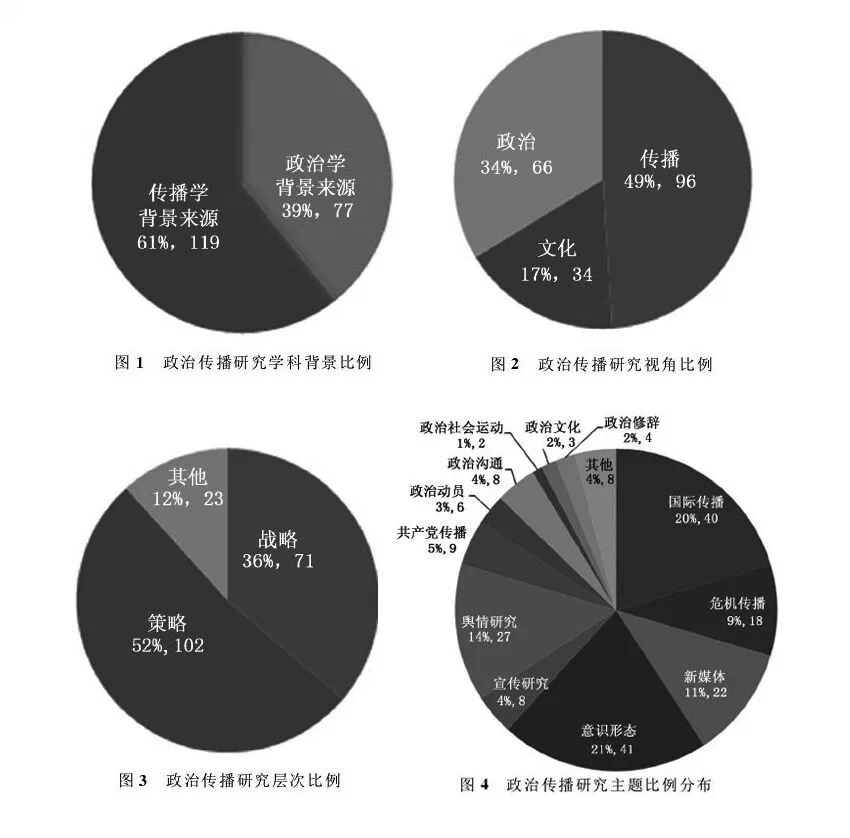 政治学
背景来源
39%，77
传播学
背景来源
61%，119
图1 政治传播研究学科背景比例
政治
34%，66
传播
49%，96
文化
17%，34
图2 政治传播研究视角比例
其他
12%，23
战略
36%，71
策略
52%,102
图3 政治传播研究层次比例
政治社会运动
1%,2
政治文化
2%,3
政治修辞
2%,4
政治沟通
4%,8
其他
4%,8
政治动员
3%,6
国际传播
20%,40
共产党传播
5%,9
危机传播
9%,18
舆情研究
14%,27
新媒体
11%,22
宣传研究
4%,8
意识形态
21%,41
图4 政治传播研究主题比例分布